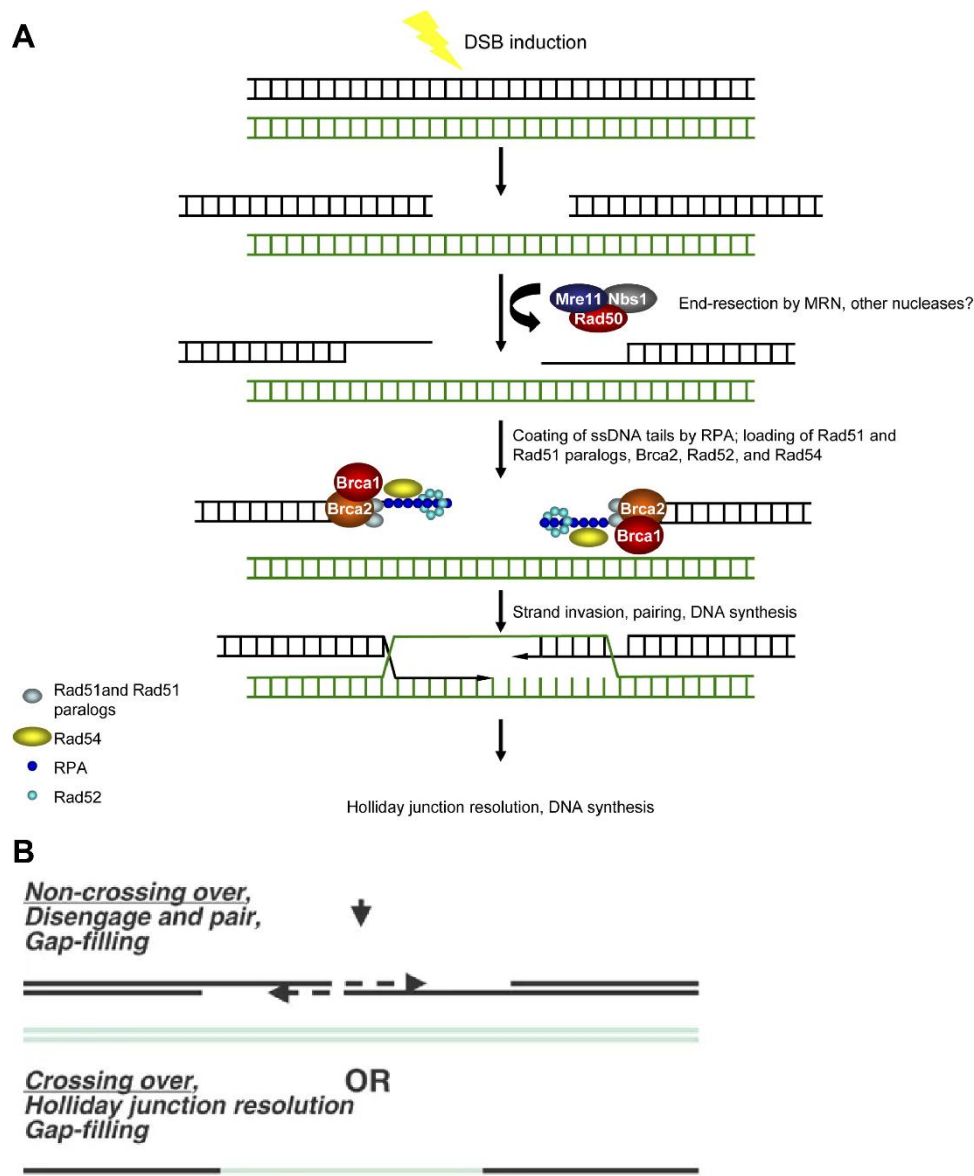 A
DSB induction
Mre11 Nbs1
Rad50
End-resection by MRN, other nucleases?
Coating of ssDNA tails by RPA; loading of Rad51 and
Rad51 paralogs, Brca2, Rad52, and Rad54
Brca1
Brca2
Brca2
Brca1
Strand invasion, pairing, DNA synthesis
Rad51and Rad51
paralogs
Rad54
RPA
Rad52
Holliday junction resolution, DNA synthesis
B
Non-crossing over,
Disengage and pair,
Gap-filling
Crossing over, OR
Holliday junction resolution
Gap-filling